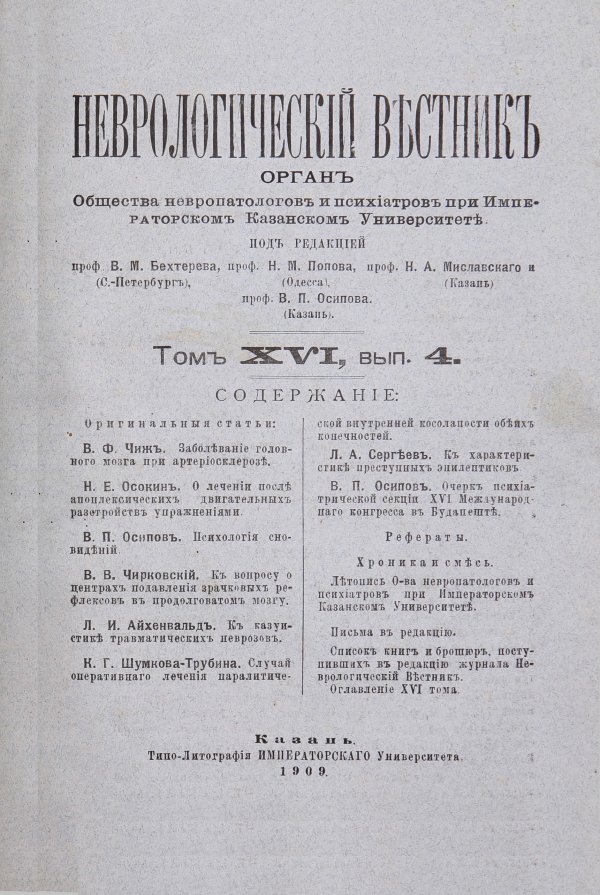 НЕВРОЛОГИЧЕСКІЙ ВѢСТНИКЪ
ОРГАНЪ
Общества невропатологовъ и психіатровъ при Импе-
раторскомъ Казанскомъ Университетѣ.
ПОДЪ РЕДАКЦІЕЙ
проф В. М. Бехтерева, проф. Н. М. Попова, проф. Н. А. Миславскаго и
(С.-Петербургъ), (Одесса), (Казань)
проф. В. П. Осипова.
(Казань).
Томъ XVI, вып. 4.
СОДЕРЖАНІЕ:
Оригинальныя статьи:
В. Ф. Чижъ. Заболѣваніе голов-
ного мозга при артеріосклерозѣ.
Н. Е. Осокинъ. О леченіи послѣ
апоплексическихъ двигательныхъ
разстройствъ упражненіями.
В. П. Осиповъ. Психологія сно-
видѣній
В. В. Чирковскій. Къ вопросу о
центрахъ подавленія зрачковыхъ ре-
флексовъ въ продолговатомъ мозгу.
Л. И. Айхенвальдъ. Къ казуи-
стикѣ травматическихъ неврозовъ.
К. Г. Шумкова-Трубина. Случай
оперативнаго леченія паралитиче-
ской внутренней косолапости обѣихъ
конечностей.
Л. А. Сергѣевъ. Къ характери-
стикѣ преступныхъ эпилептиковъ
В. П. Осиповъ. Очеркъ психіа-
трической секціи XVI Международ-
наго конгресса въ Будапештѣ.
Рефераты.
Хроника и смѣсь.
Лѣтопись О-ва невропатологовъ и
психіатровъ при Императорскомъ
Казанскомъ Университетѣ.
Письма въ редакцію.
Списокъ книгъ и брошюръ, посту-
пившихъ въ редакцію журнала Не-
врологическій Вѣстникъ.
Оглавленіе XVI тома.
Казань.
Типо-Литографія ИМПЕРАТОРСКАГО Университета.
1909.